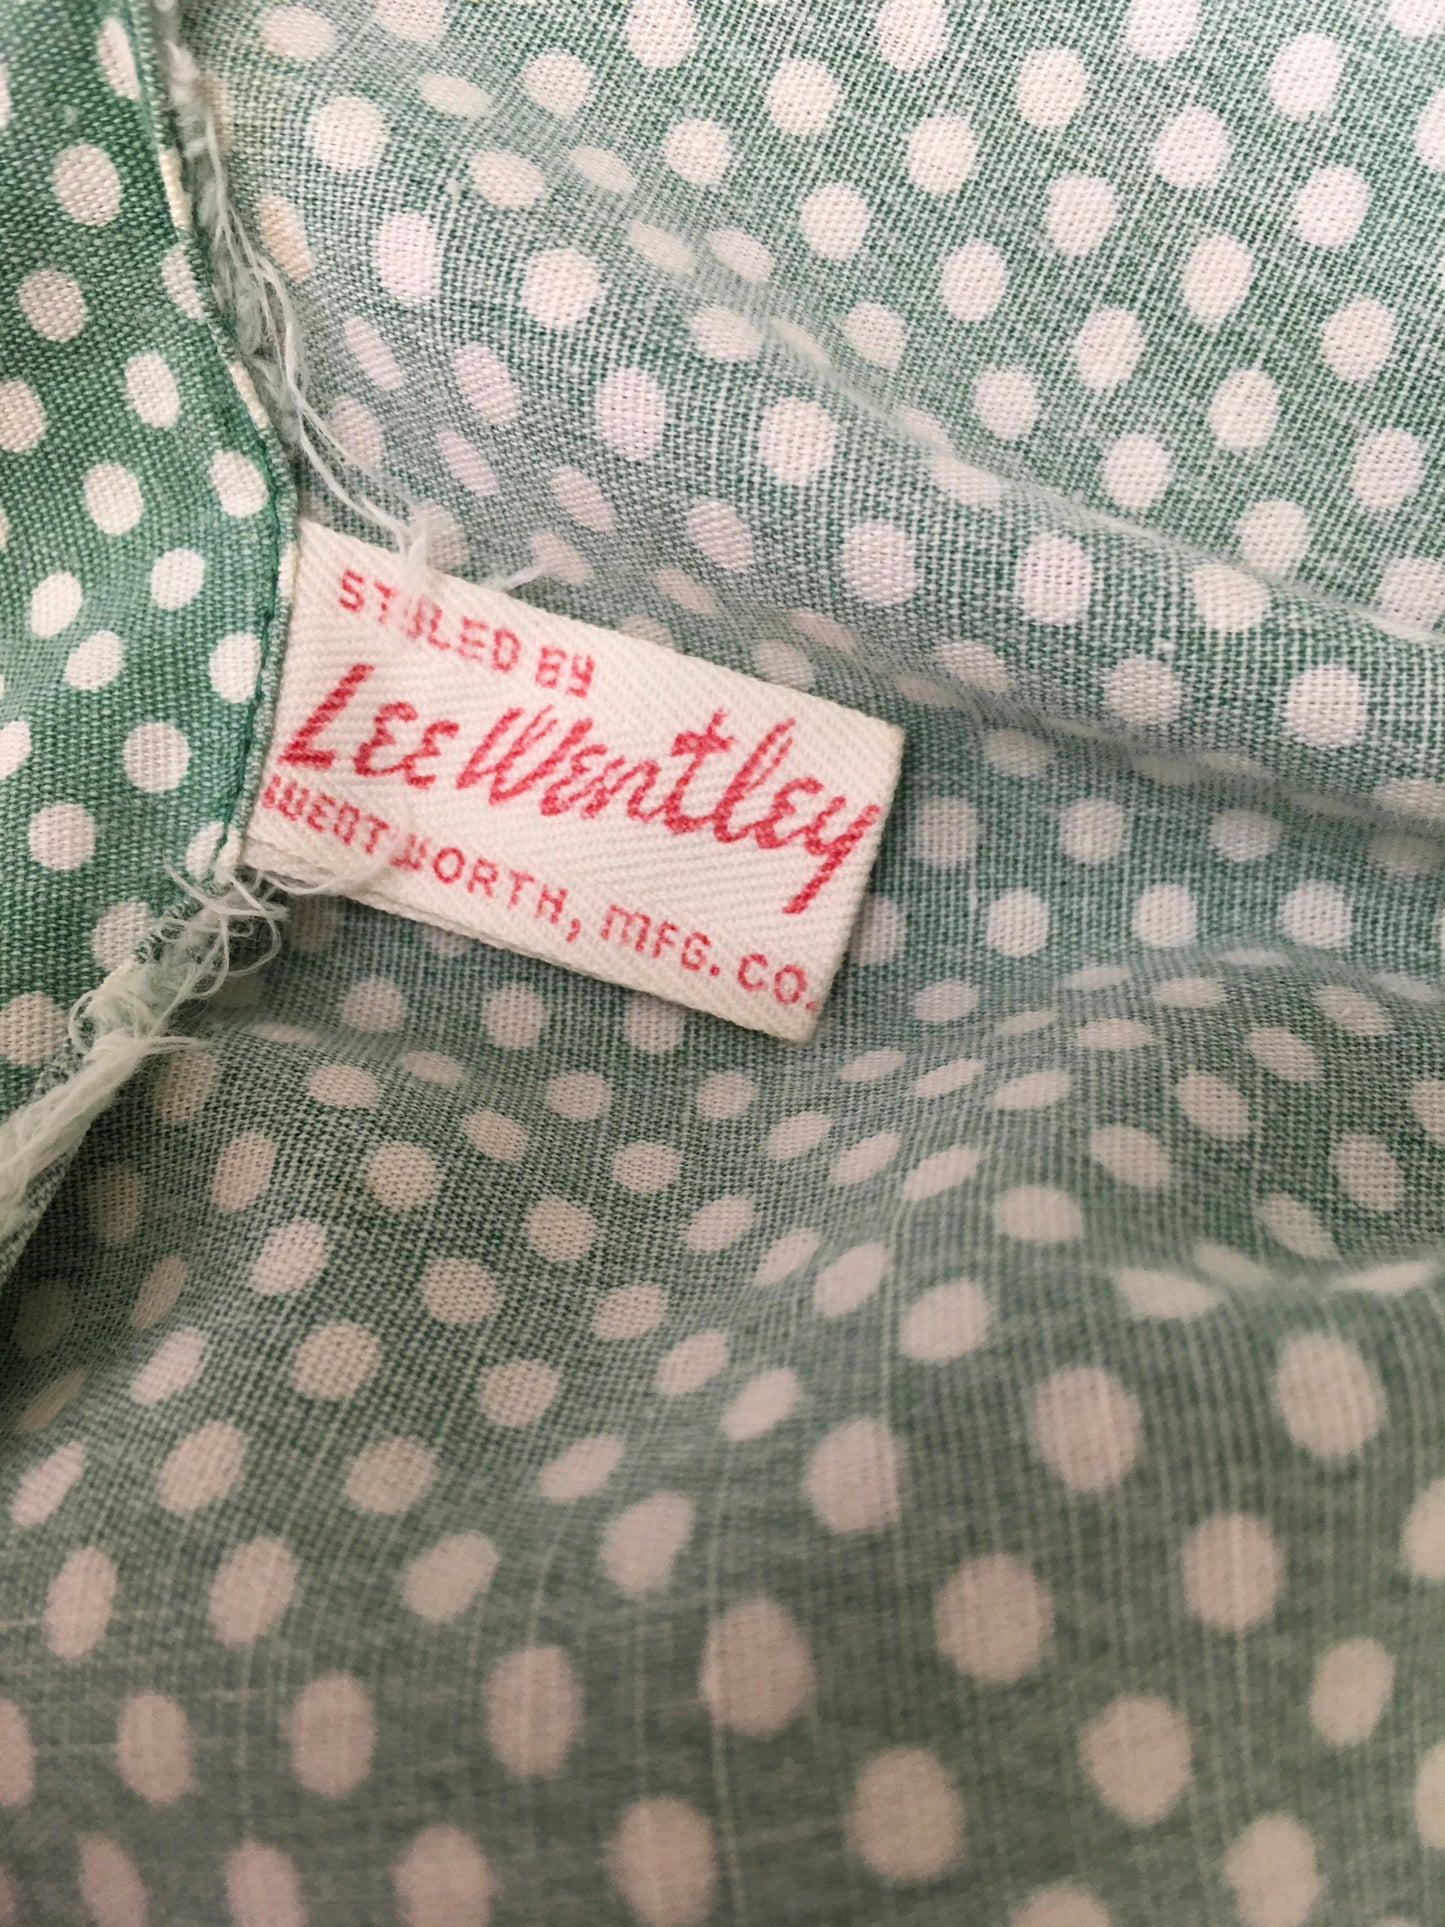 STYLED BY
Lee Wentley
WENTWORTH, MFG. CO.